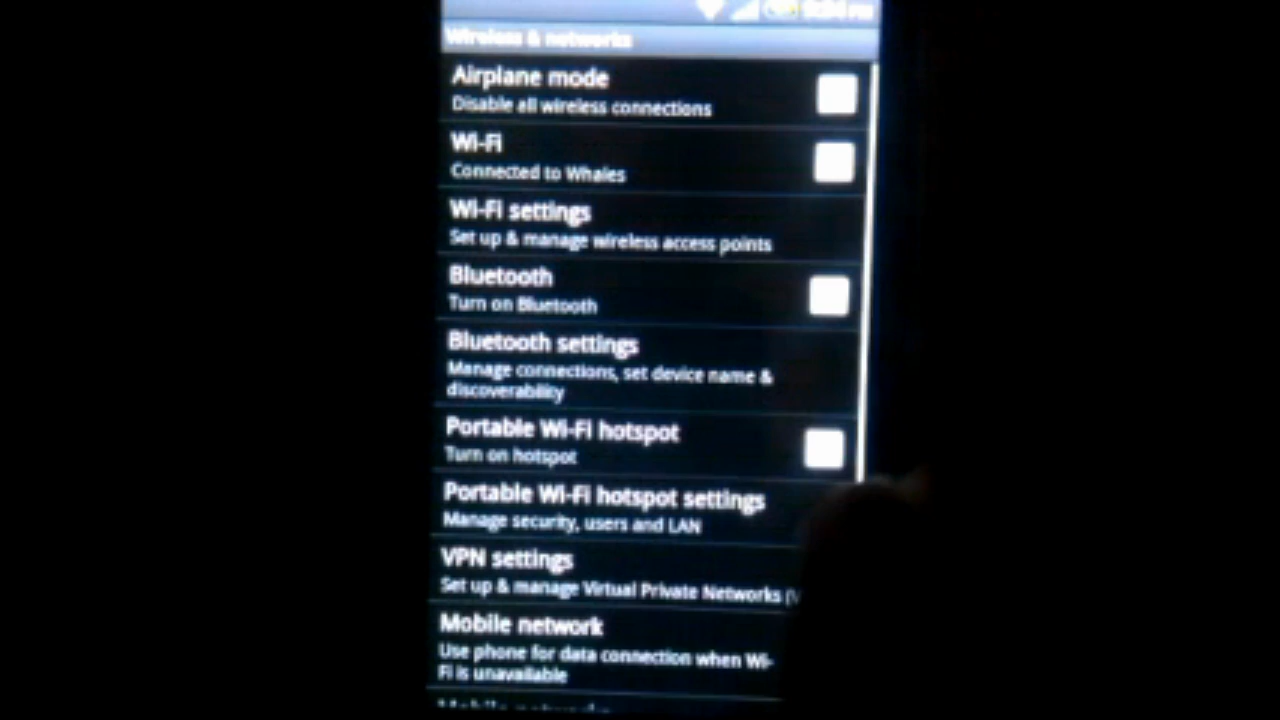 Wireless & networks
Airplane mode
Disable all wireless connections
Wi-Fi
Connected to Whales
Wi-Fi settings
Set up & manage wireless access points
Bluetooth
Turn on Bluetooth
Bluetooth settings
Manage connections, set device name &
discoverability
Portable Wi-Fi hotspot
Turn on hotspot
Portable Wi-Fi hotspot settings
Manage security, users and LAN
VPN settings
Set up & manage Virtual Private Networks (V
Mobile network
Use phone for data connection when Wi-
Fi is unavailable